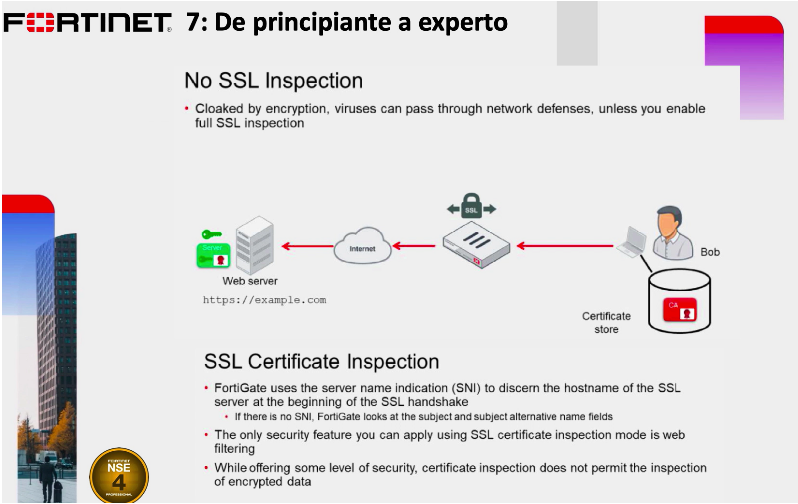 FORTINET® 7: De principiante a experto
No SSL Inspection
• Cloaked by encryption, viruses can pass through network defenses, unless you enable
full SSL inspection
SSL
Server
Internet
Bob
Web server
https://example.com
CA
Certificate
store
SSL Certificate Inspection
• FortiGate uses the server name indication (SNI) to discern the hostname of the SSL
server at the beginning of the SSL handshake
• If there is no SNI, FortiGate looks at the subject and subject alternative name fields
• The only security feature you can apply using SSL certificate inspection mode is web
filtering
• While offering some level of security, certificate inspection does not permit the inspection
of encrypted data
FORTINET
NSE
4
PROFESSIONAL